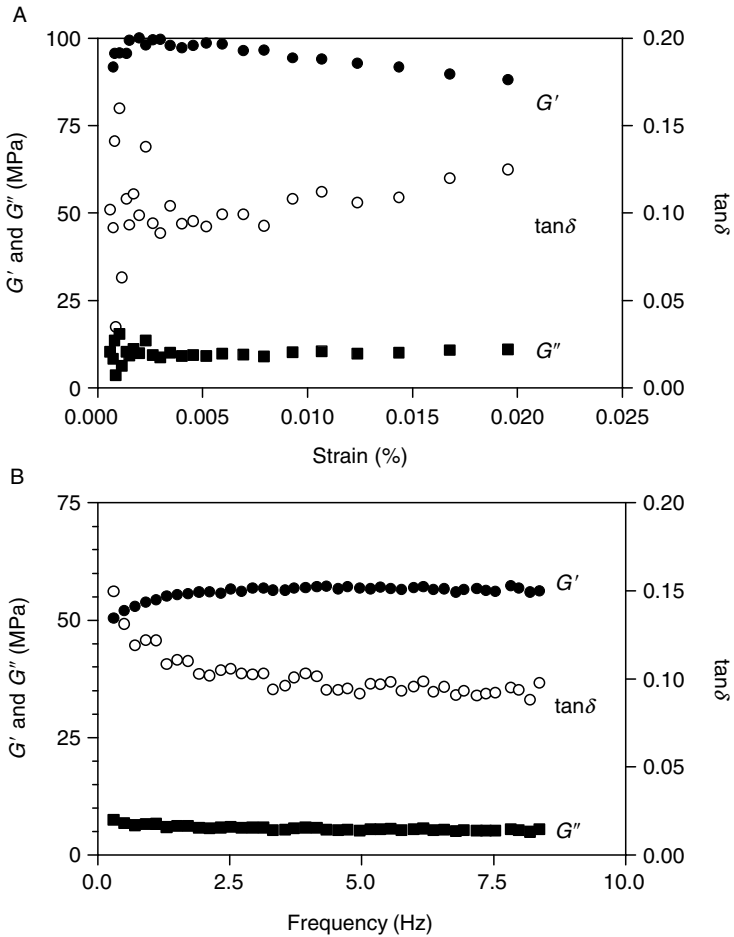 A
100
75
50
25
0
G′ and G″ (MPa)
0.20
0.15
0.10
0.05
0.00
tanδ
G′
tanδ
G″
0.000 0.005 0.010 0.015 0.020 0.025
Strain (%)
B
75
50
25
0
G′ and G″ (MPa)
0.20
0.15
0.10
0.05
0.00
tanδ
G′
tanδ
G″
0.0 2.5 5.0 7.5 10.0
Frequency (Hz)